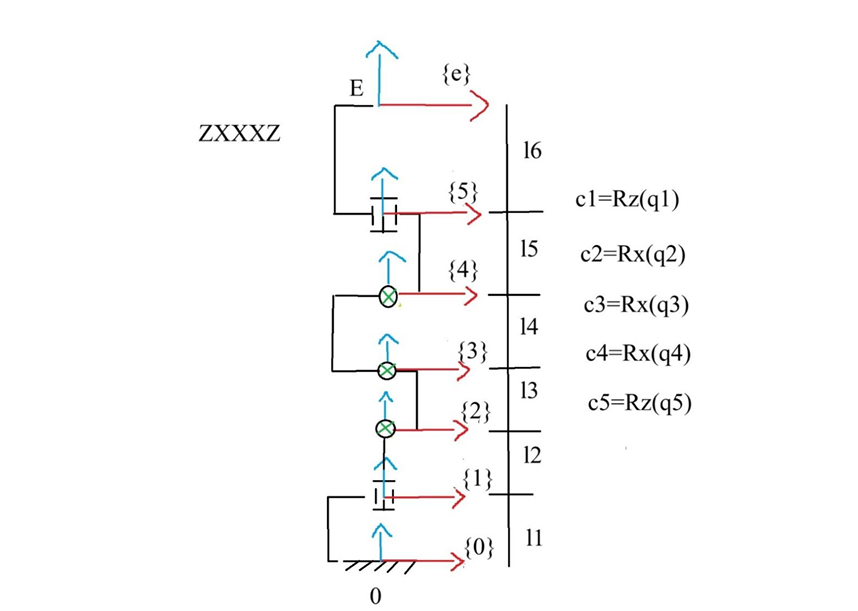 {e}
E
ZXXXZ
l6
{5}
c1=Rz(q1)
l5
c2=Rx(q2)
{4}
c3=Rx(q3)
l4
{3}
c4=Rx(q4)
l3
c5=Rz(q5)
{2}
l2
{1}
l1
{0}
0